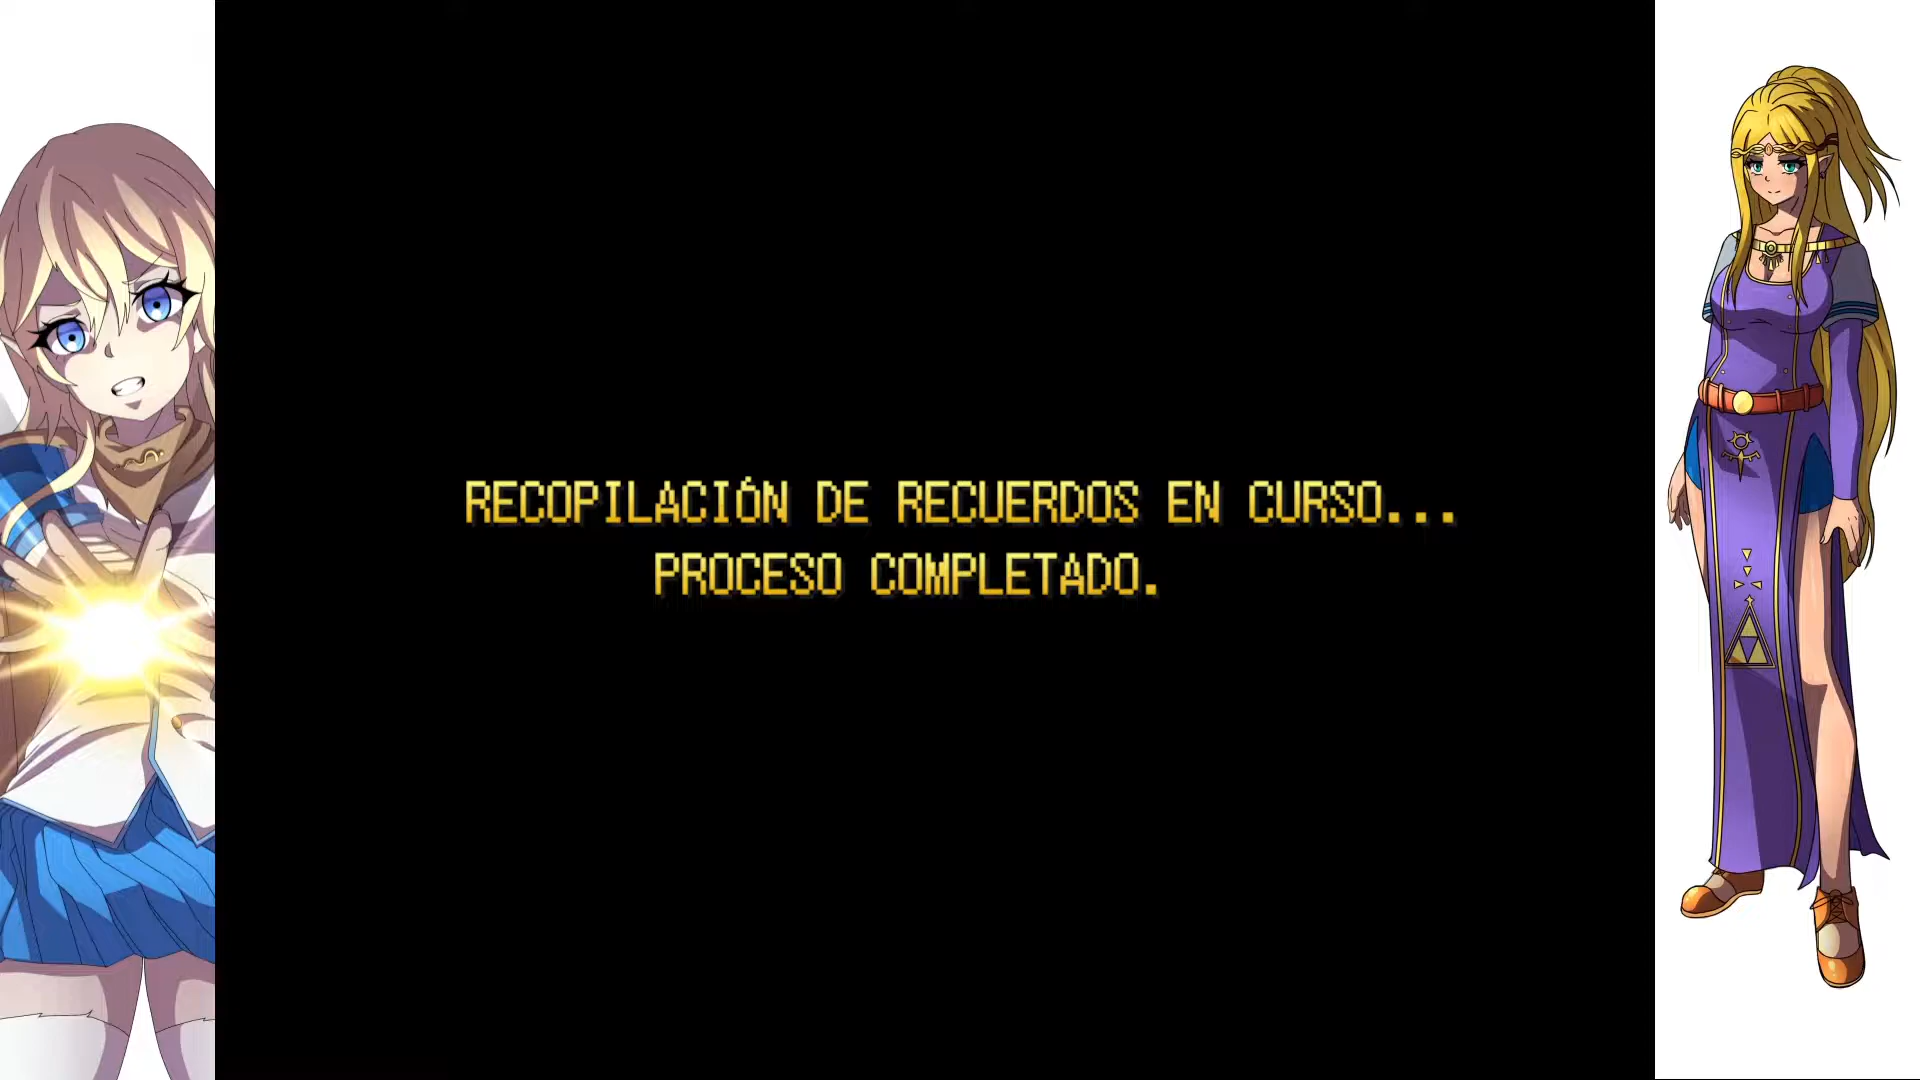 RECOPILACIÓN DE RECUERDOS EN CURSO...
PROCESO COMPLETADO.